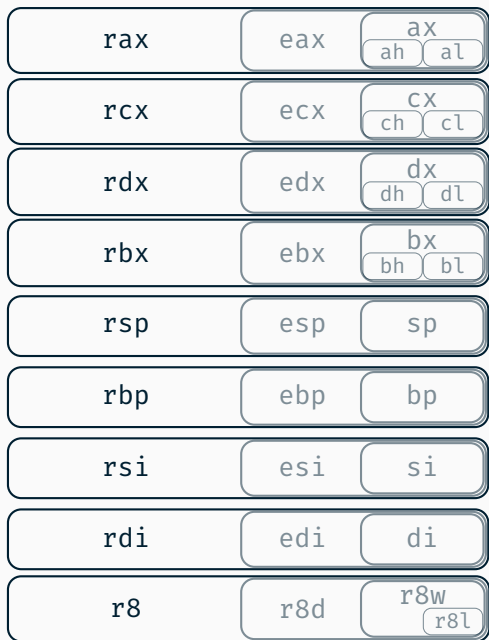 rax eax ax
ah al
rcx ecx cx
ch cl
rdx edx dx
dh dl
rbx ebx bx
bh bl
rsp esp sp
rbp ebp bp
rsi esi si
rdi edi di
r8 r8d r8w
r8l